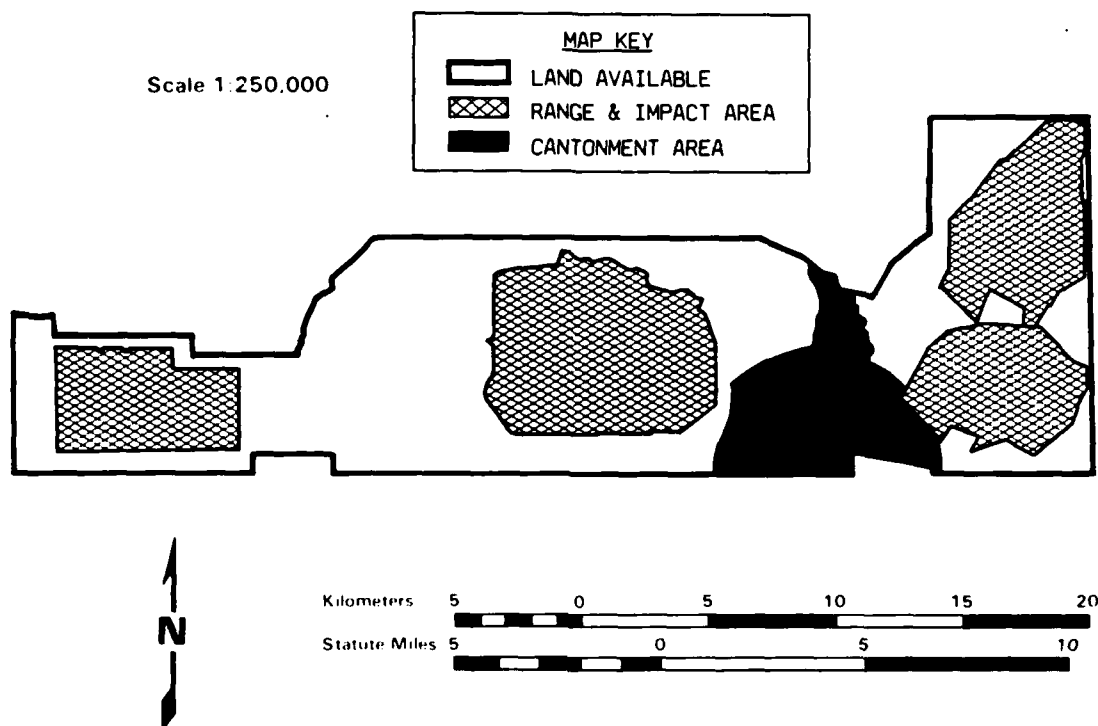 MAP KEY
Scale 1:250,000
LAND AVAILABLE
RANGE & IMPACT AREA
CANTONMENT AREA
N
Kilometers 5 0 5 10 15 20
Statute Miles 5 0 5 10